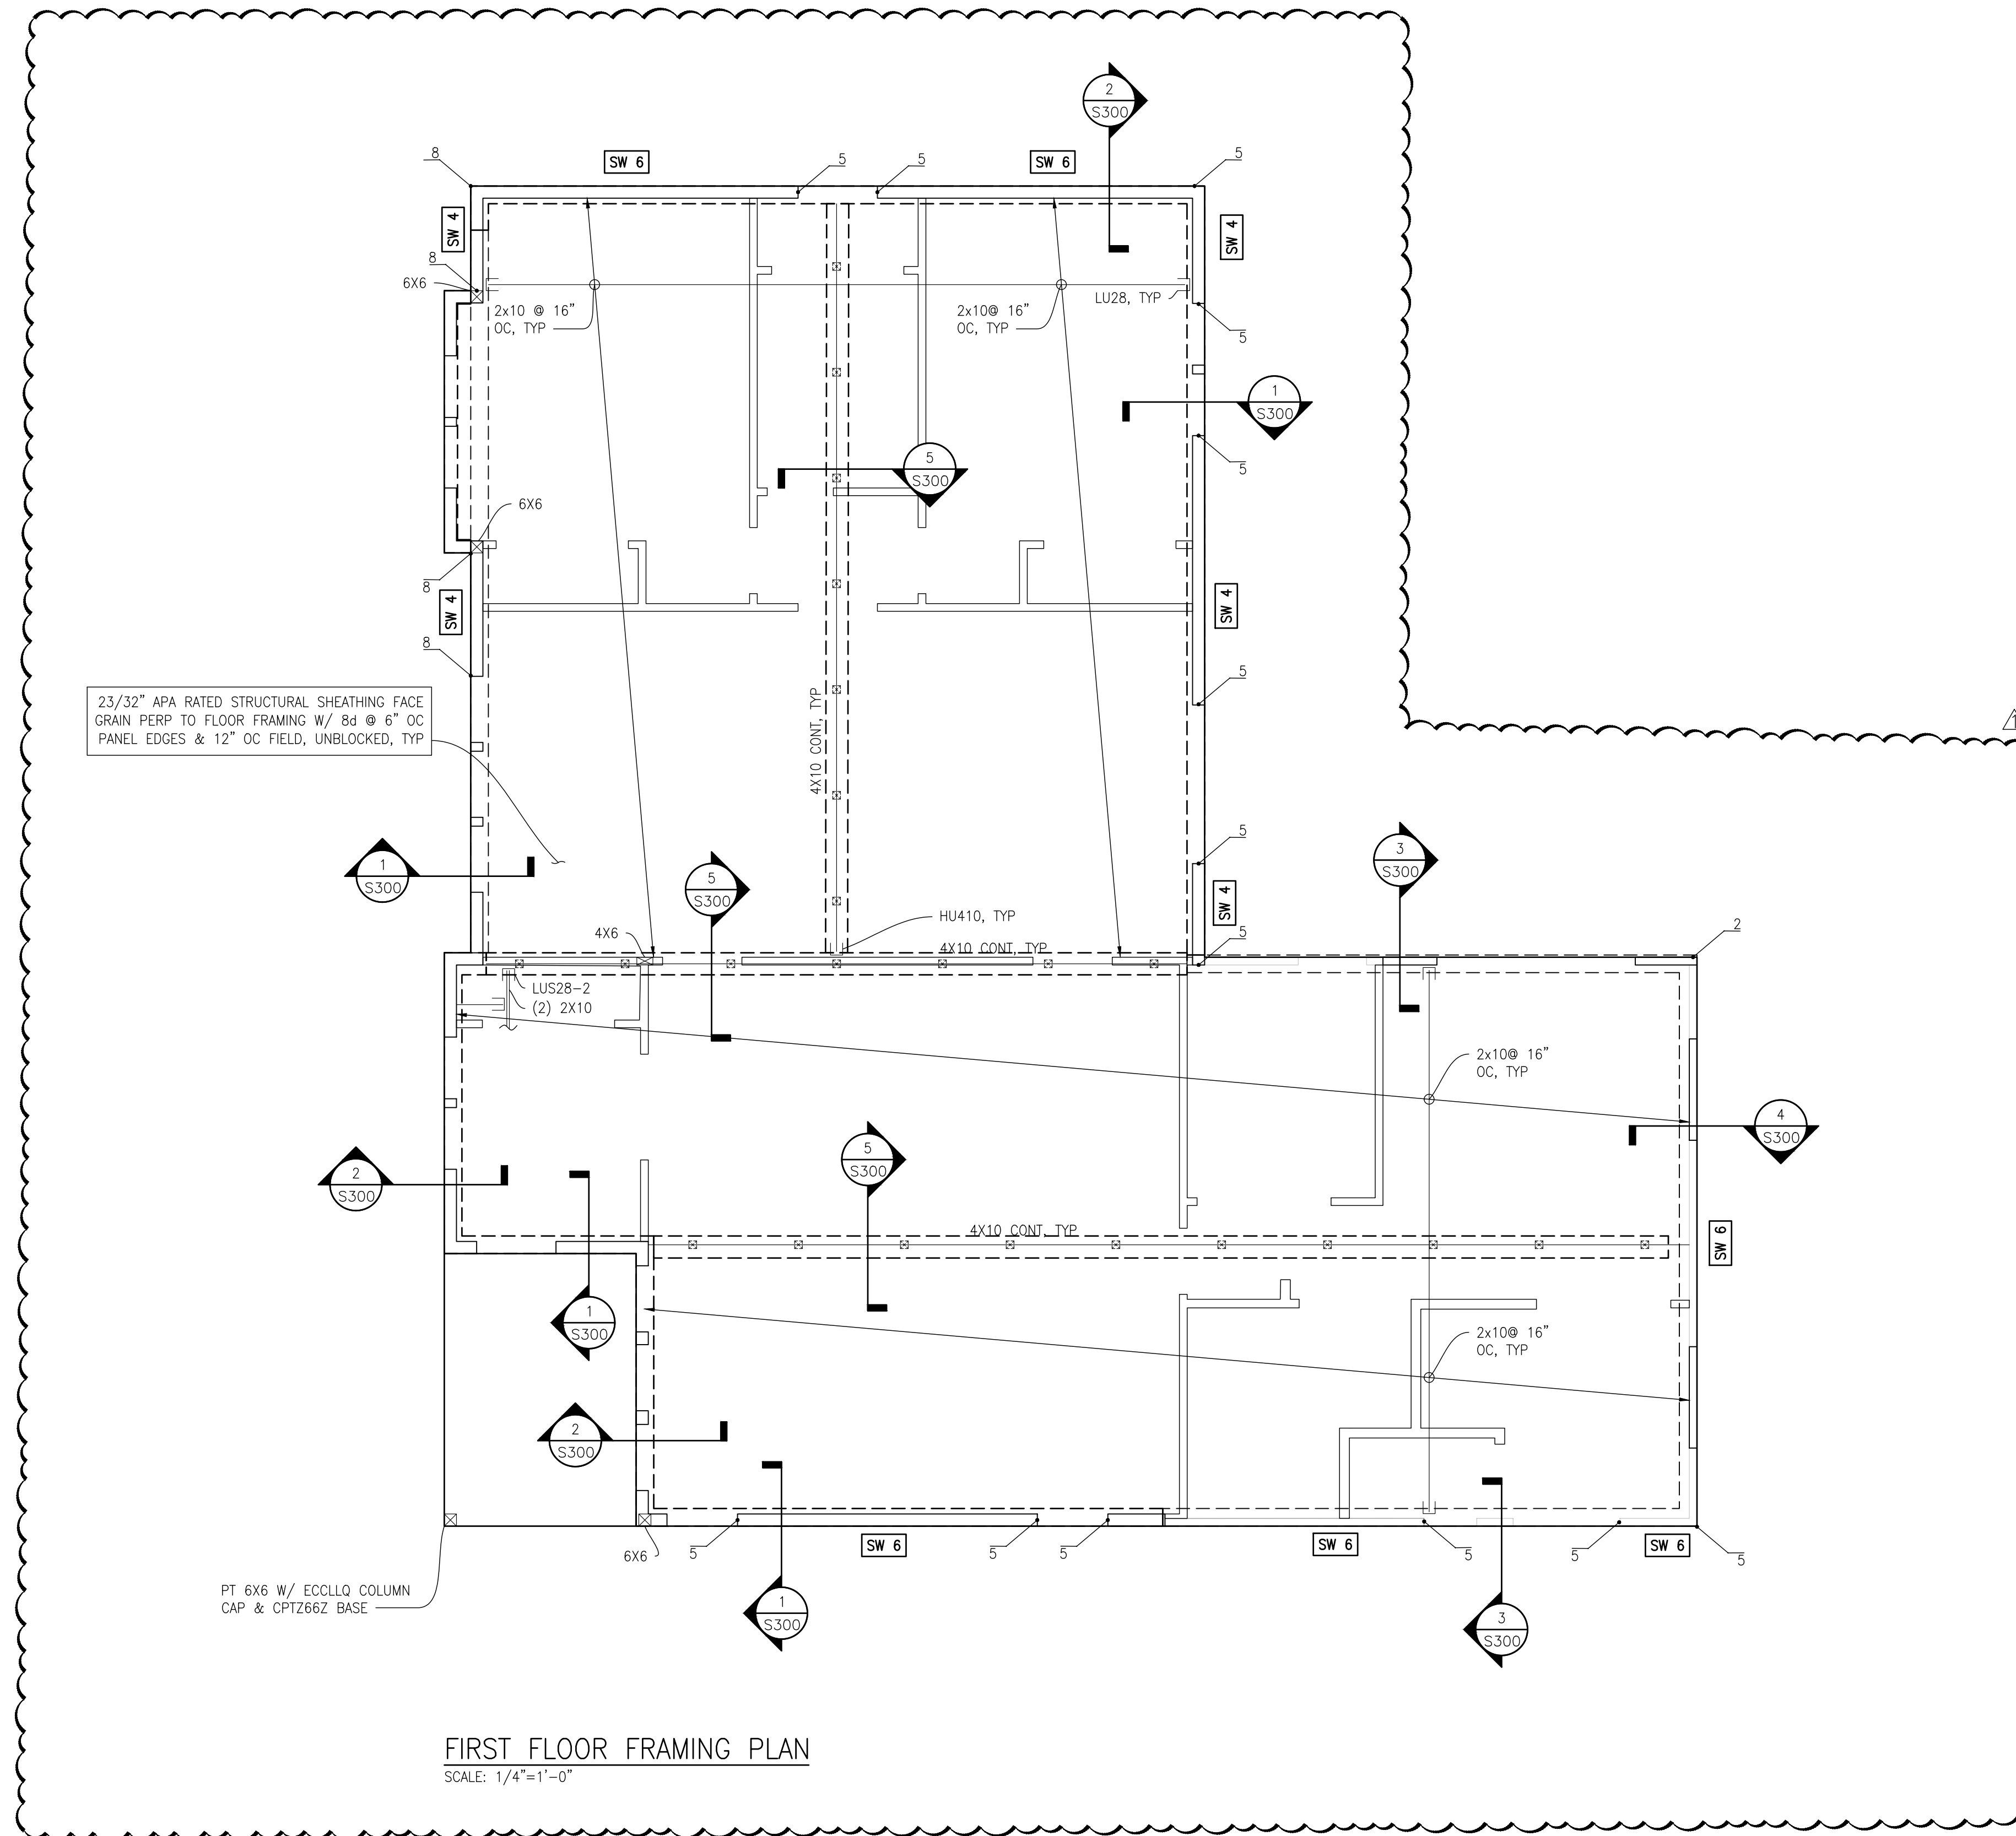 2
S300
8
SW 6
5
5
SW 6
5
SW 4
SW 4
8
6X6
2x10 @ 16"
OC, TYP
2x10@ 16"
OC, TYP
LU28, TYP
5
1
S300
5
5
S300
6X6
8
SW 4
SW 4
8
5
23/32" APA RATED STRUCTURAL SHEATHING FACE
GRAIN PERP TO FLOOR FRAMING W/ 8d @ 6" OC
PANEL EDGES & 12" OC FIELD, UNBLOCKED, TYP
4X10 CONT, TYP
1
5
1
S300
5
S300
3
S300
SW 4
HU410, TYP
4X6
4X10 CONT, TYP
5
2
LUS28-2
(2) 2X10
2x10@ 16"
OC, TYP
4
S300
5
S300
2
S300
4X10 CONT, TYP
SW 6
1
S300
2x10@ 16"
OC, TYP
2
S300
6X6
5
SW 6
5
5
SW 6
5
5
SW 6
5
PT 6X6 W/ ECCLLQ COLUMN
CAP & CPTZ66Z BASE
1
S300
3
S300
FIRST FLOOR FRAMING PLAN
SCALE: 1/4"=1'-0"